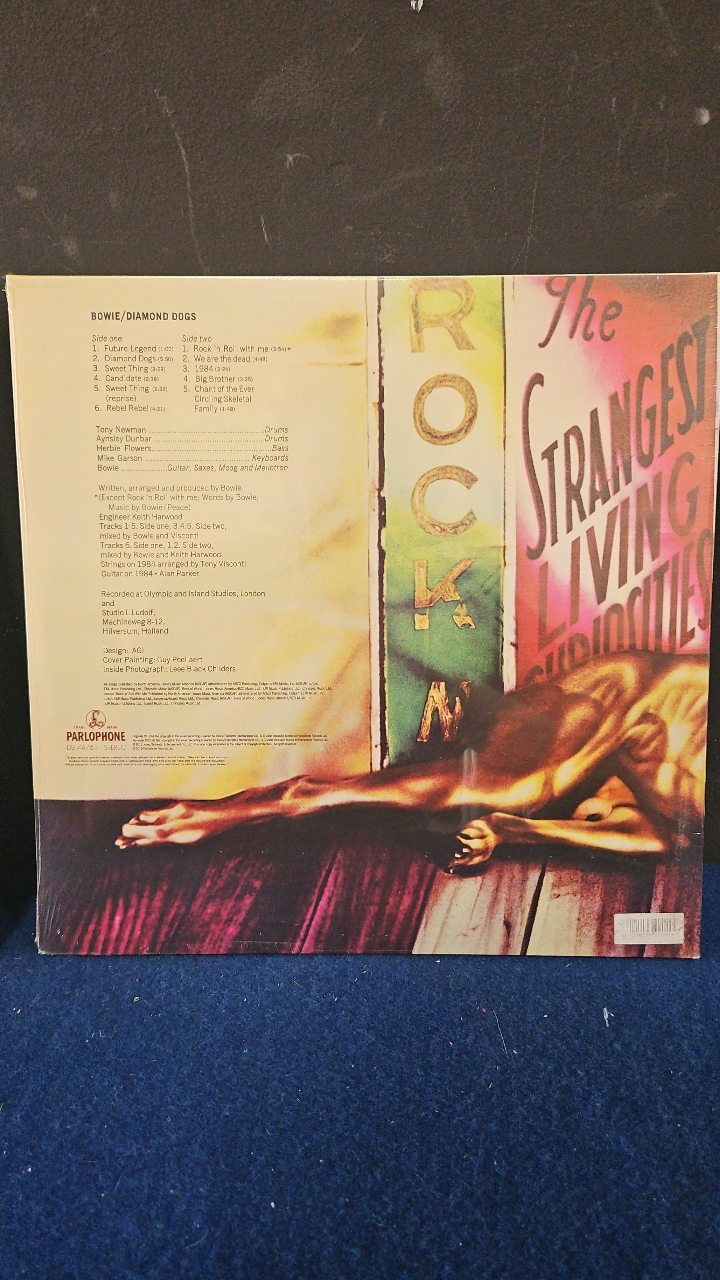 BOWIE/DIAMOND DOGS
Side one
1. Future Legend (1:00)
2. Diamond Dogs (5:50)
3. Sweet Thing (3:29)
4. Candidate (2:39)
5. Sweet Thing (2:32)
(reprise)
6. Rebel Rebel (4:21)
Side two
1. Rock 'n Roll with me (3:54)*
2. We are the dead (4:48)
3. 1984 (3:24)
4. Big Brother (3:25)
5. Chant of the Ever
Circling Skeletal
Family (1:48)
Tony Newman Drums
Aynsley Dunbar Drums
Herbie Flowers Bass
Mike Garson Keyboards
Bowie Guitar, Saxes, Moog and Mellotron
Written, arranged and produced by Bowie.
*(Except Rock 'n Roll with me; Words by Bowie;
Music by Bowie/Peace)
Engineer Keith Harwood
Tracks 1-5, Side one, 3.4.5. Side two,
mixed by Bowie and Visconti
Tracks 6. Side one, 1.2. Side two,
mixed by Bowie and Keith Harwood.
Strings on 1984 arranged by Tony Visconti
Guitar on 1984 - Alan Parker
Recorded at Olympic and Island Studios, London
and
Studio L Ludolf,
Machineweg 8-12,
Hilversum, Holland
Design: AGI
Cover Painting: Guy Peellaert
Inside Photograph: Leee Black Childers
TRADE MARK
PARLOPHONE
STEREO
ROCK N
The
STRANGEST
LIVING
CURIOSITIES